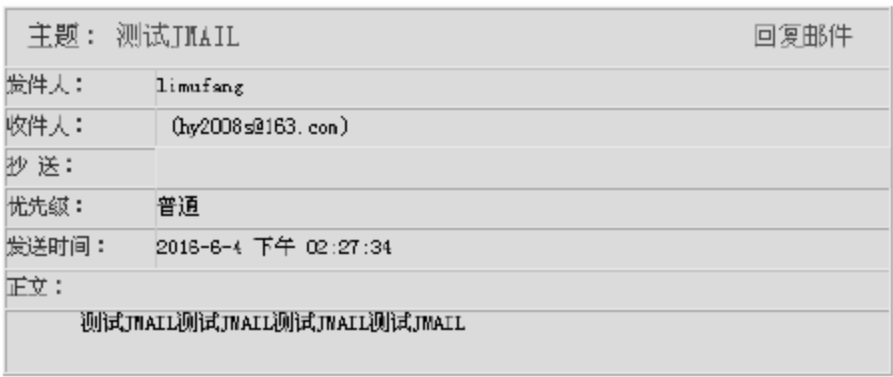 主题： 测试JMAIL 回复邮件
发件人： limufang
收件人： (hy2008s@163.com)
抄 送：
优先级： 普通
发送时间： 2016-6-4 下午 02:27:34
正文：
测试JMAIL测试JMAIL测试JMAIL测试JMAIL